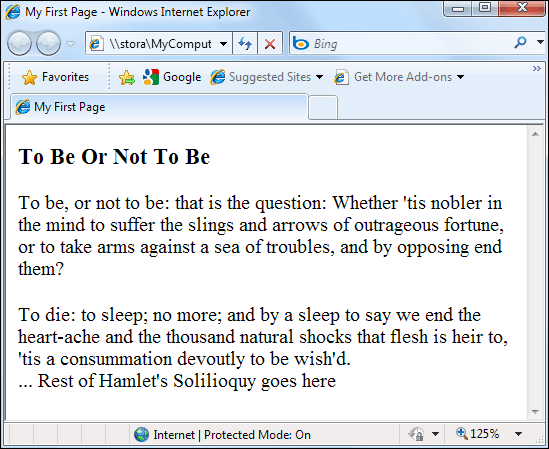 My First Page - Windows Internet Explorer
\\stora\MyComput
Bing
Favorites
Google
Suggested Sites
Get More Add-ons
»
My First Page
To Be Or Not To Be
To be, or not to be: that is the question: Whether 'tis nobler in
the mind to suffer the slings and arrows of outrageous fortune,
or to take arms against a sea of troubles, and by opposing end
them?
To die: to sleep; no more; and by a sleep to say we end the
heart-ache and the thousand natural shocks that flesh is heir to,
'tis a consummation devoutly to be wish'd.
... Rest of Hamlet's Solilioquy goes here
Internet | Protected Mode: On
125%